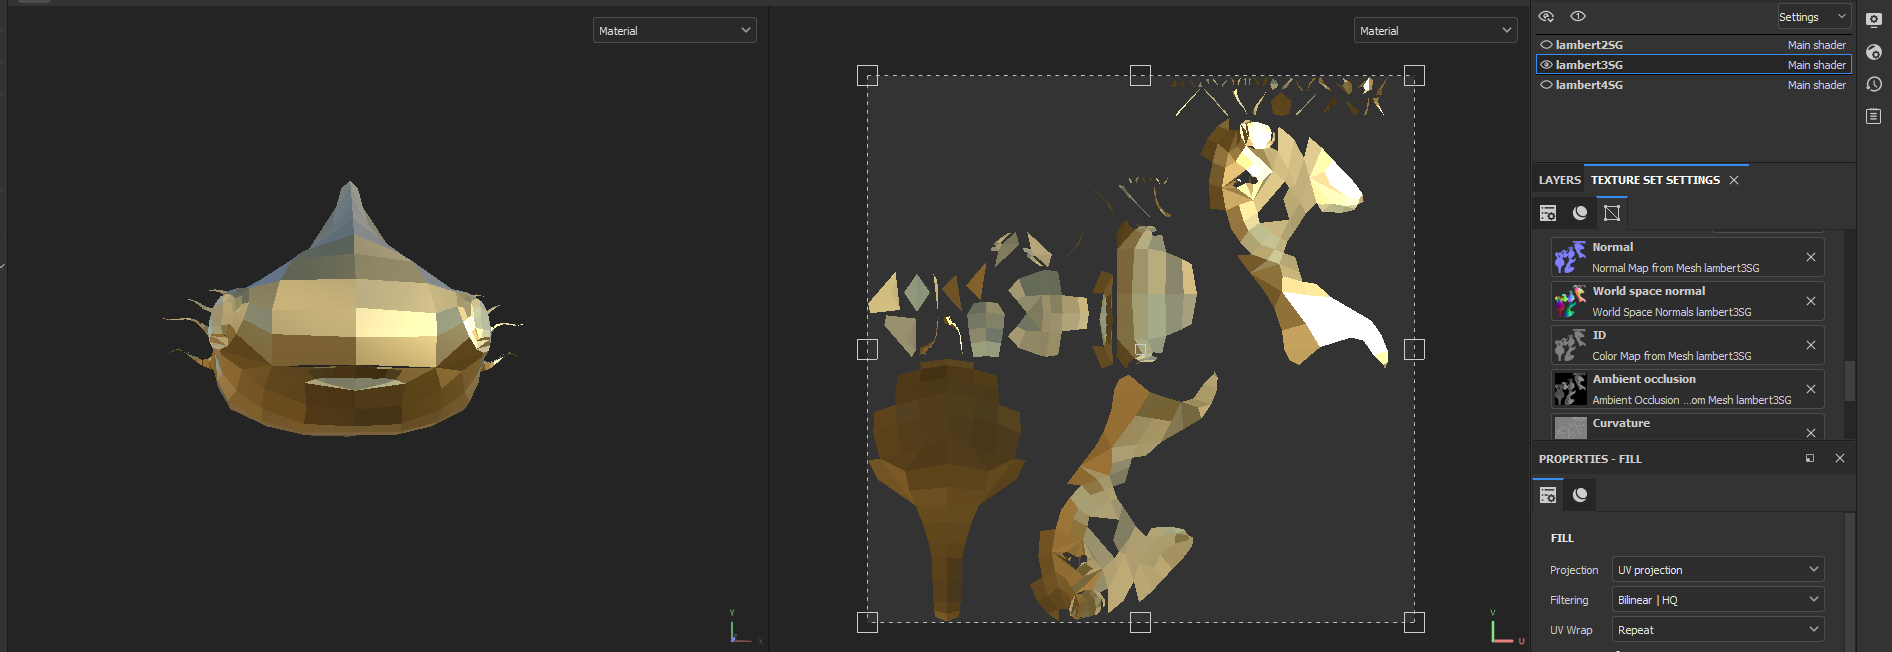 Material
Material
Settings
lambert2SG Main shader
lambert3SG Main shader
lambert4SG Main shader
LAYERS TEXTURE SET SETTINGS
Normal
Normal Map from Mesh lambert3SG
World space normal
World Space Normals lambert3SG
ID
Color Map from Mesh lambert3SG
Ambient occlusion
Ambient Occlusion ...om Mesh lambert3SG
Curvature
PROPERTIES - FILL
FILL
Projection UV projection
Filtering Bilinear | HQ
UV Wrap Repeat
Y
Z X
V
U